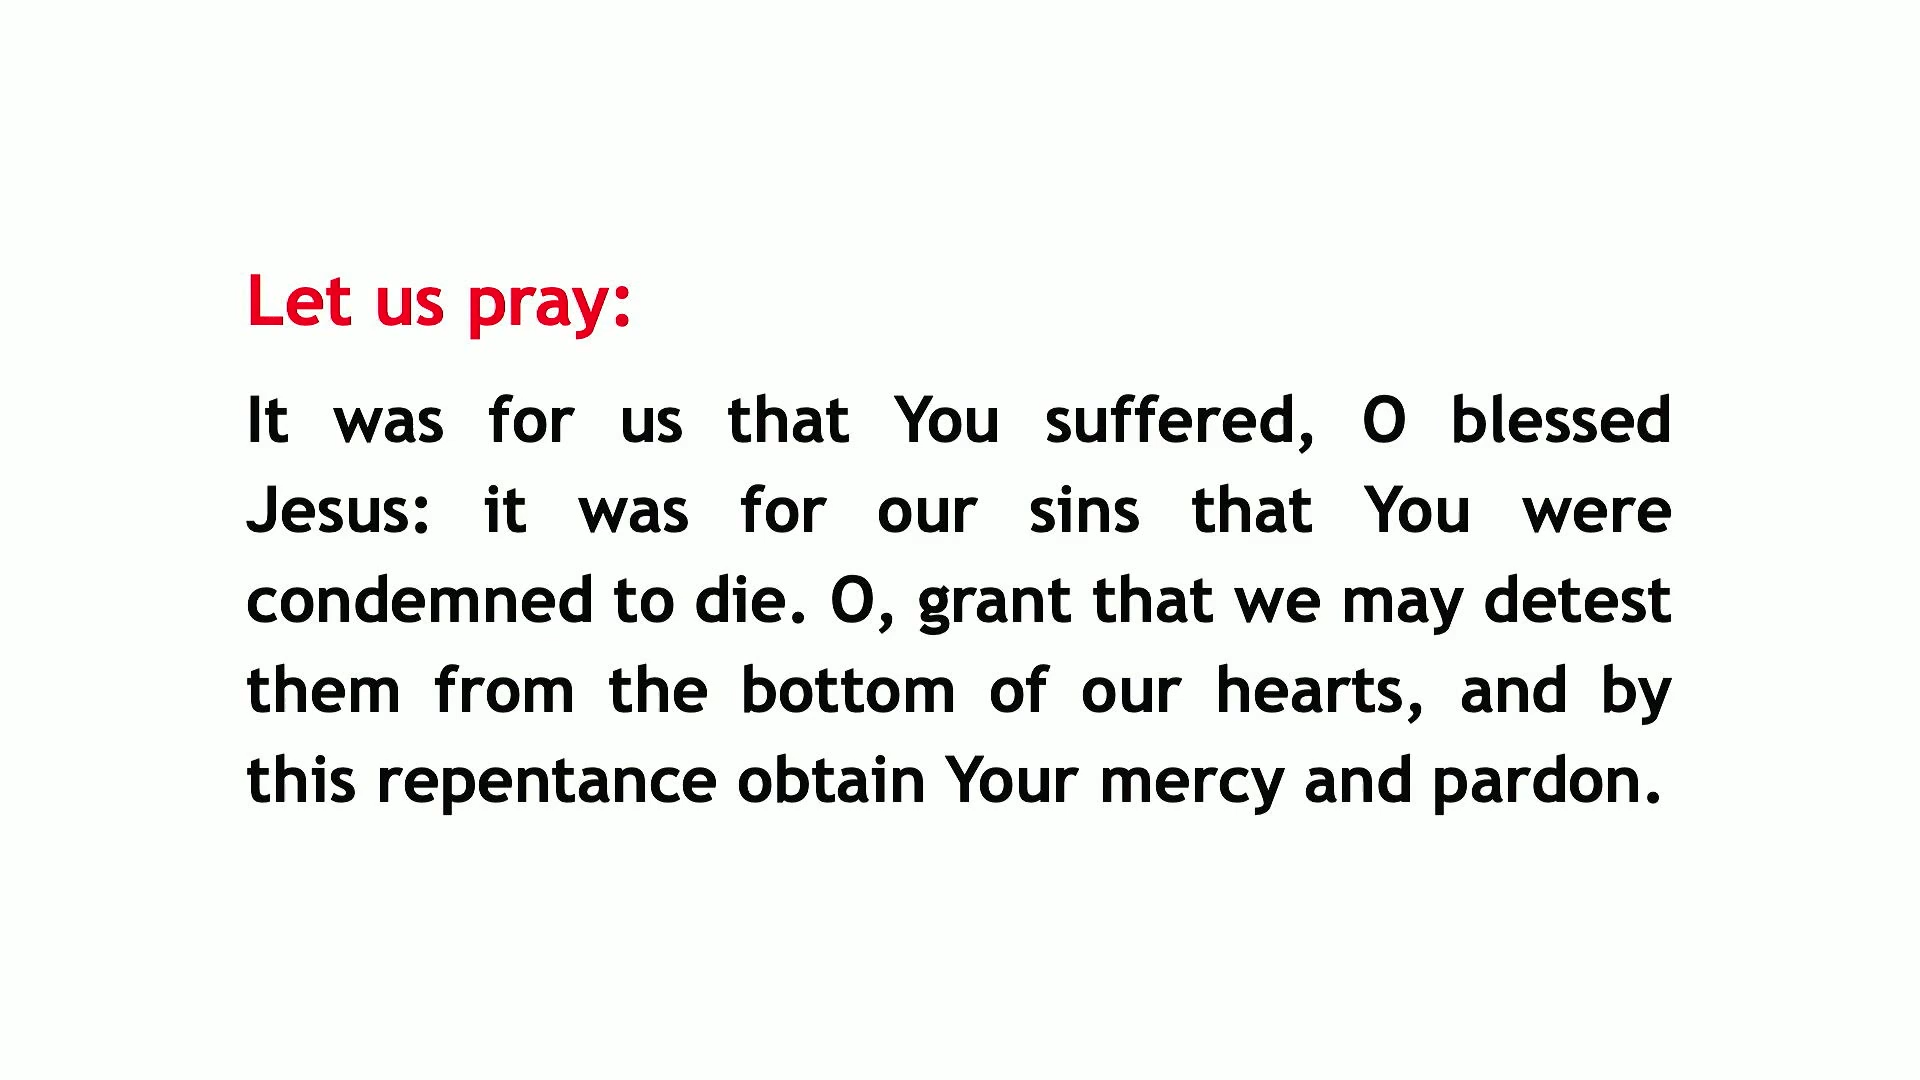 Let us pray:
It was for us that You suffered, O blessed
Jesus: it was for our sins that You were
condemned to die. O, grant that we may detest
them from the bottom of our hearts, and by
this repentance obtain Your mercy and pardon.